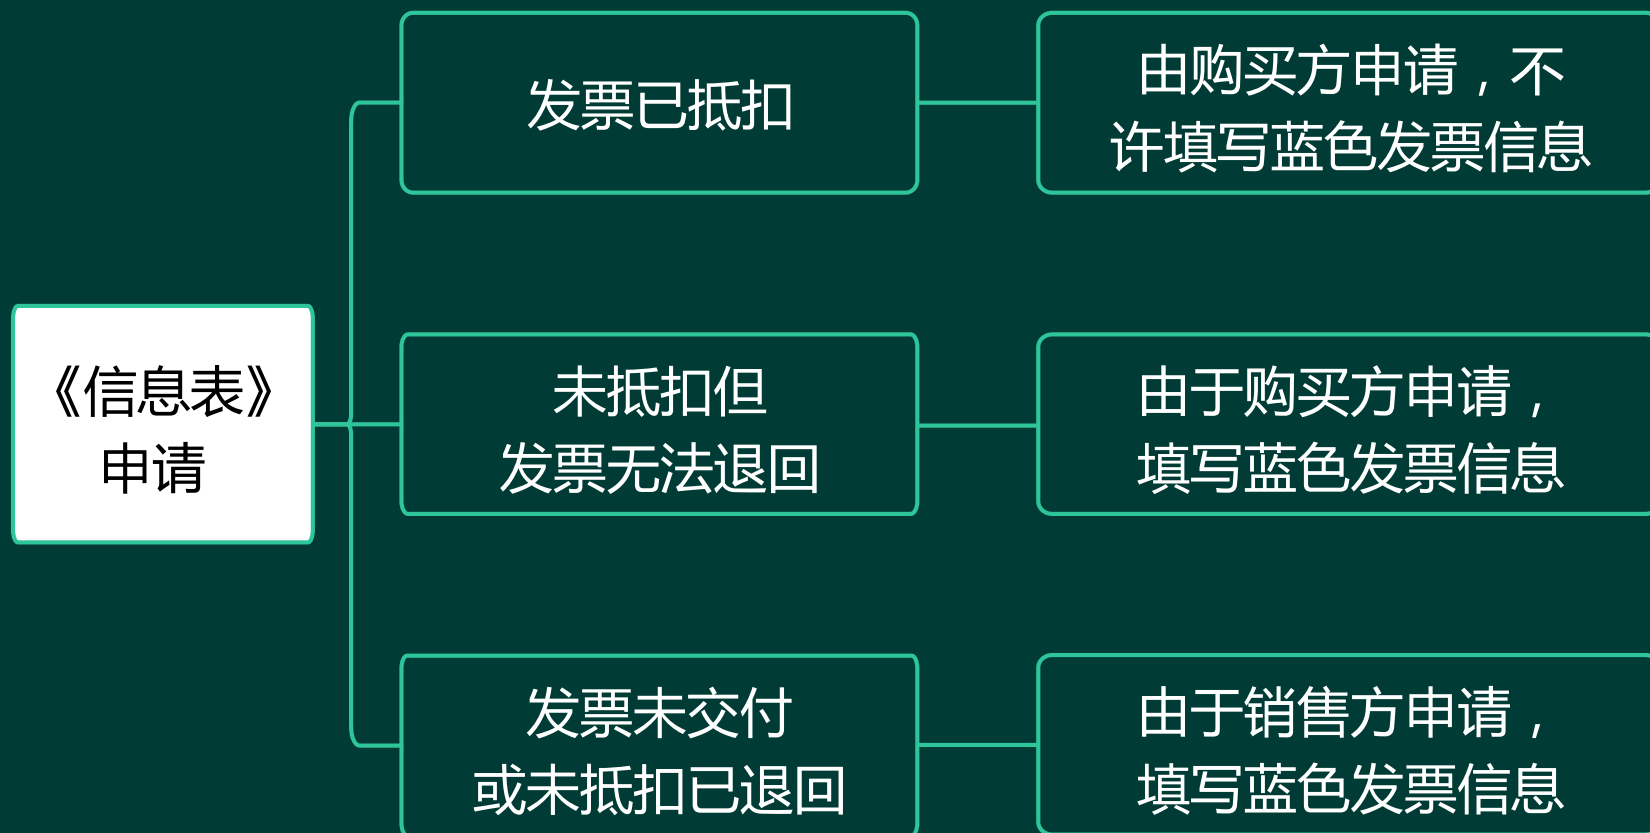 《信息表》
申请
发票已抵扣
由购买方申请，不
许填写蓝色发票信息
未抵扣但
发票无法退回
由于购买方申请，
填写蓝色发票信息
发票未交付
或未抵扣已退回
由于销售方申请，
填写蓝色发票信息